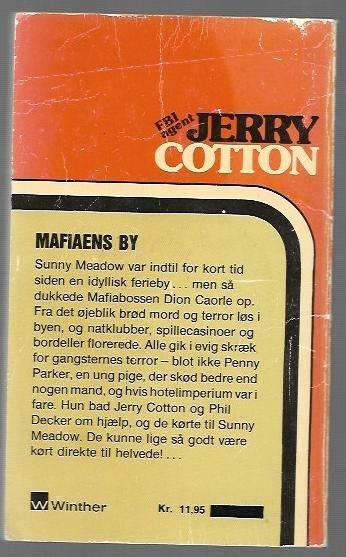 FBI
agent
JERRY
COTTON
MAFIAENS BY
Sunny Meadow var indtil for kort tid
siden en idyllisk ferieby... men så
dukkede Mafiabossen Dion Caorle op.
Fra det øjeblik brød mord og terror løs i
byen, og natklubber, spillecasinoer og
bordeller florerede. Alle gik i evig skræk
for gangsternes terror – blot ikke Penny
Parker, en ung pige, der skød bedre end
nogen mand, og hvis hotelimperium var i
fare. Hun bad Jerry Cotton og Phil
Decker om hjælp, og de kørte til Sunny
Meadow. De kunne lige så godt være
kørt direkte til helvede!...
W Winther
Kr. 11.95